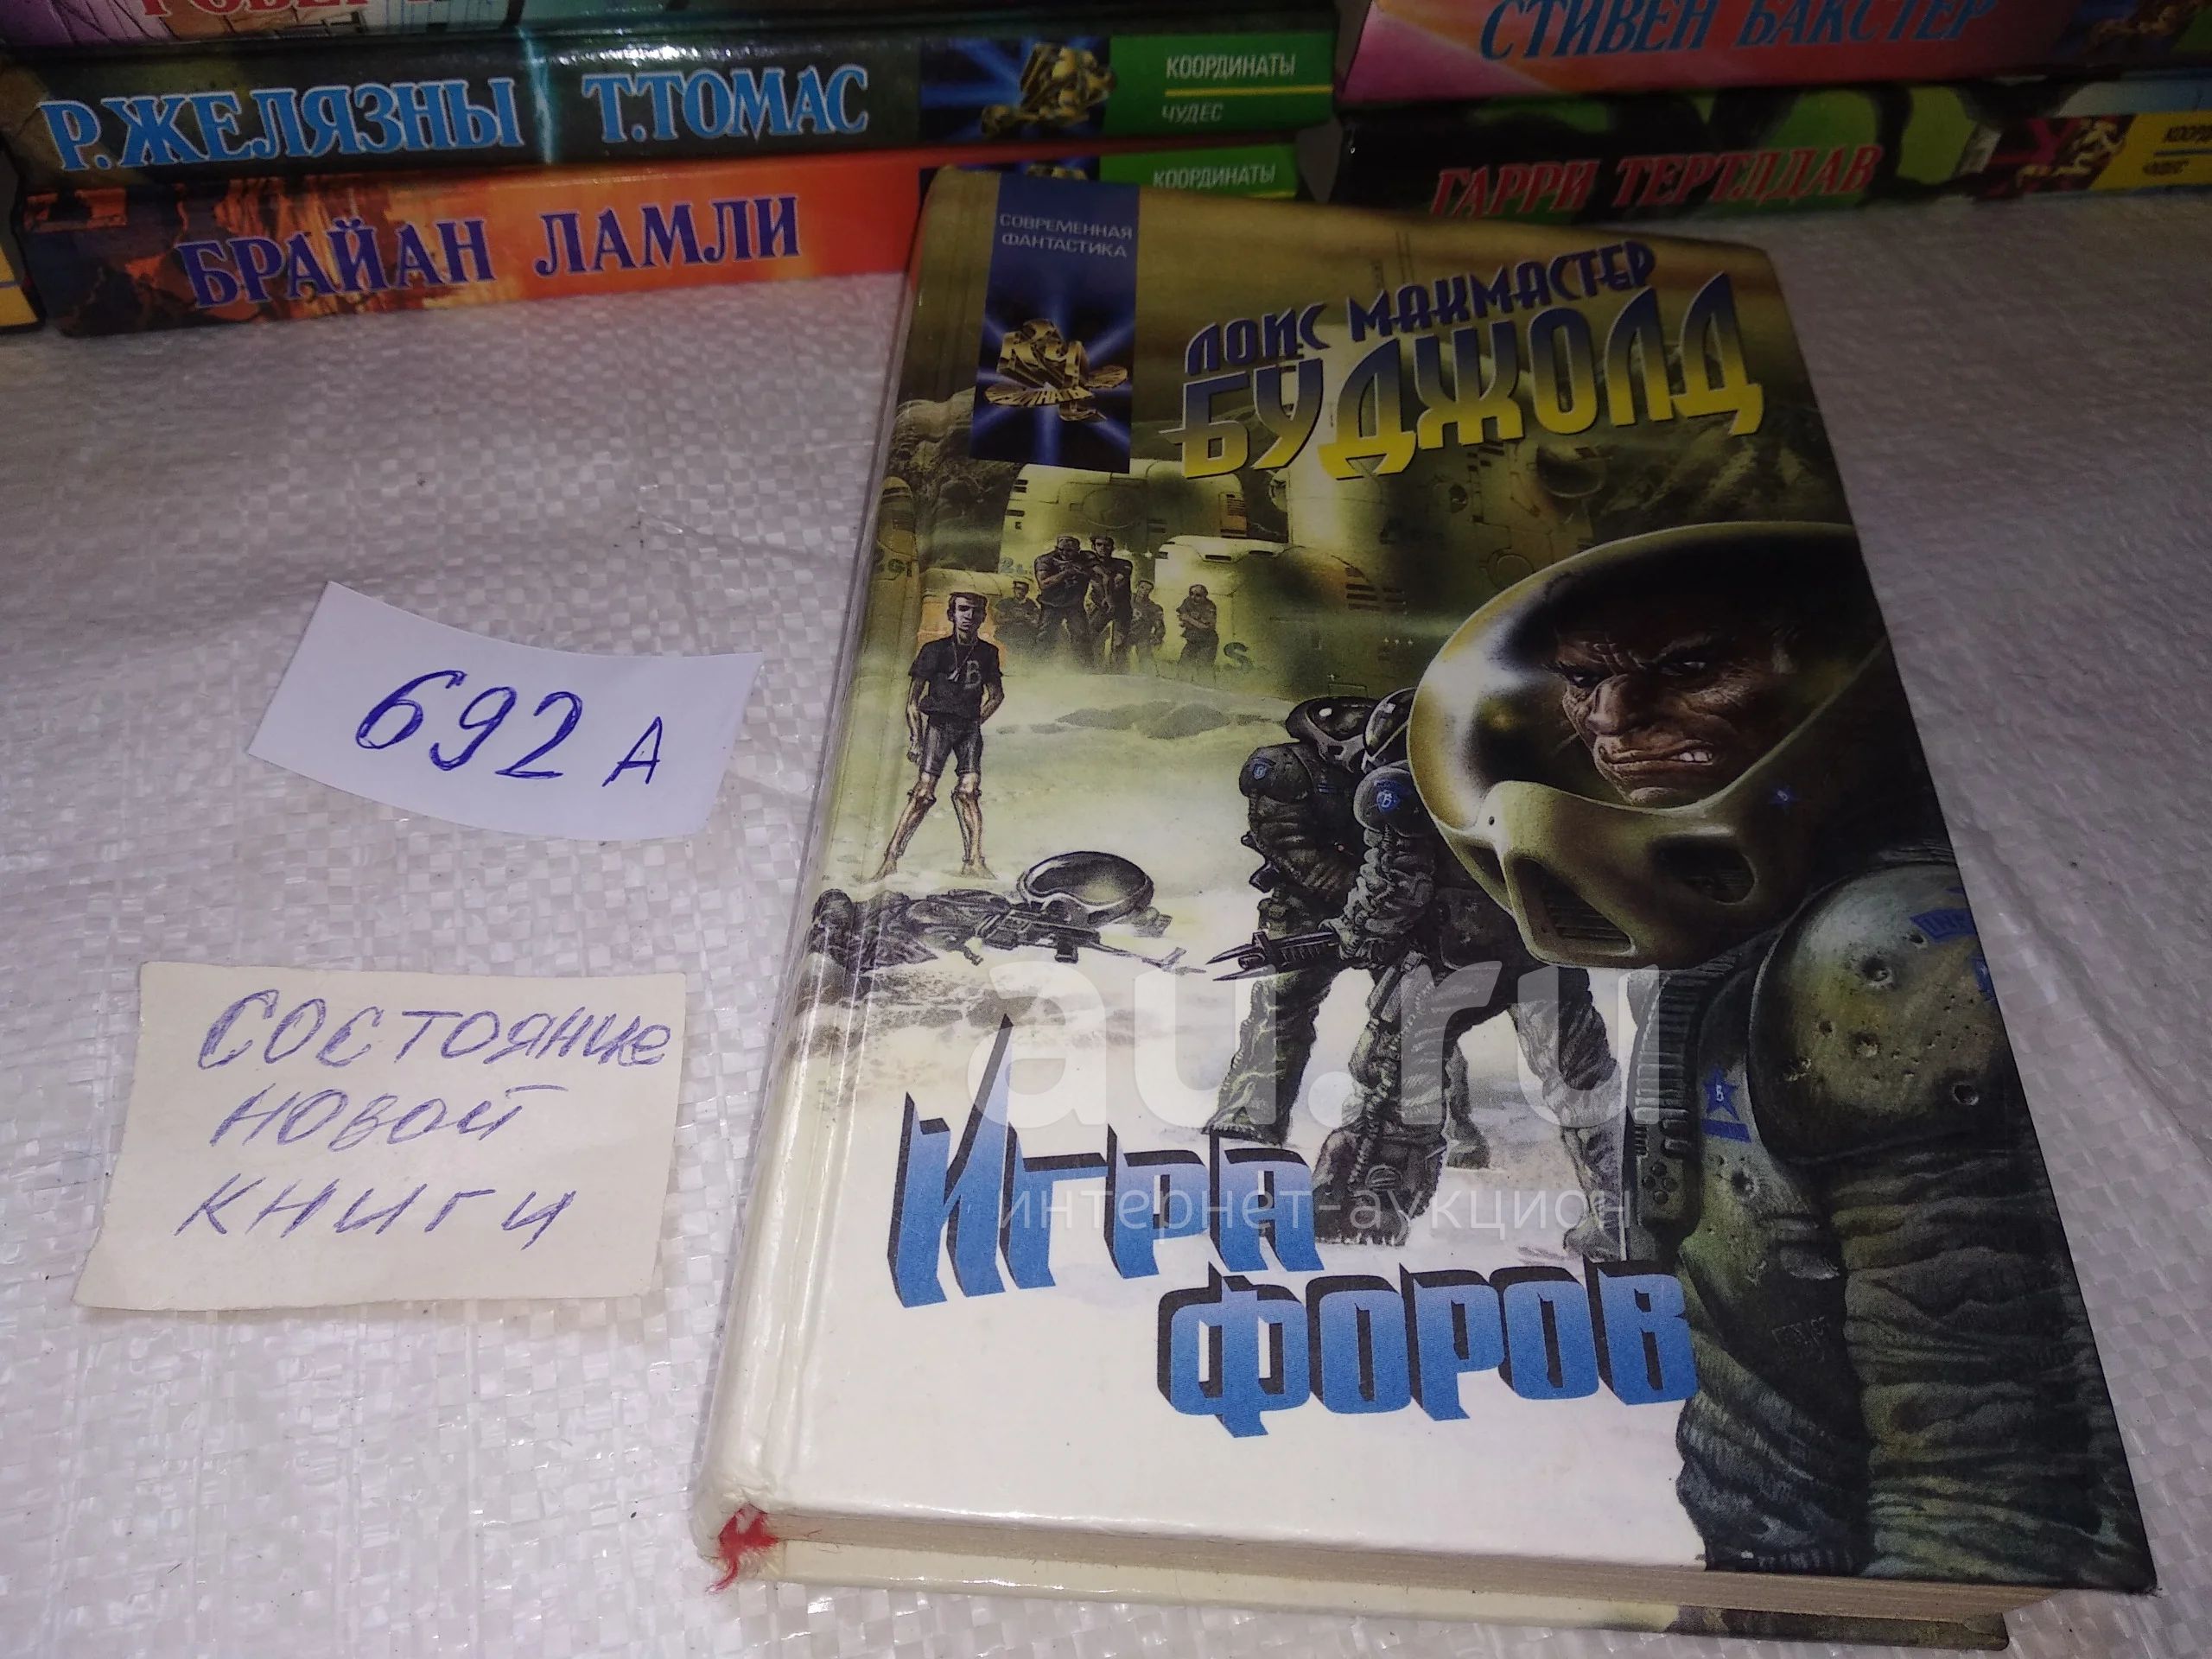 Р.ЖЕЛЯЗНЫ Т.ТОМАС
КООРДИНАТЫ
ЧУДЕС
БРАЙАН ЛАМЛИ
КООРДИНАТЫ
СТИВЕН БАКСТЕР
ГАРРИ ТЕРТЛДАВ
ЧУДЕС
СОВРЕМЕННАЯ
ФАНТАСТИКА
ЛОИС МАКМАСТЕР
БУДЖОЛД
692 А
СОСТОЯНИЕ
НОВОЙ
КНИГИ
au.ru
интернет-аукцион
ИГРА
ФОРОВ